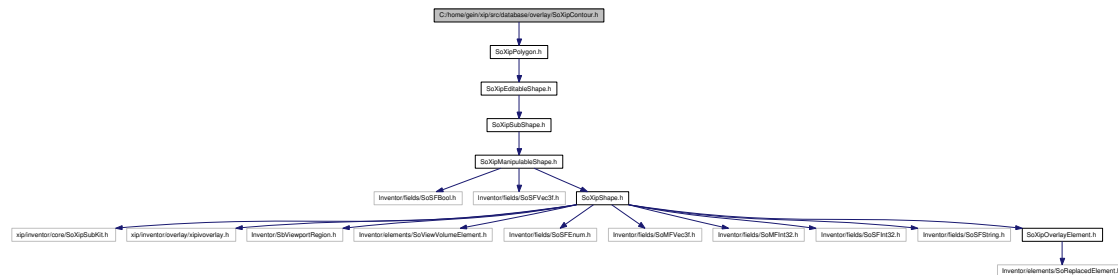 C:/home/gein/xip/src/database/overlay/SoXipContour.h
SoXipPolygon.h
SoXipEditableShape.h
SoXipSubShape.h
SoXipManipulableShape.h
Inventor/fields/SoSFBool.h
Inventor/fields/SoSFVec3f.h
SoXipShape.h
xip/inventor/core/SoXipSubKit.h
xip/inventor/overlay/xipivoverlay.h
Inventor/SbViewportRegion.h
Inventor/elements/SoViewVolumeElement.h
Inventor/fields/SoSFEnum.h
Inventor/fields/SoMFVec3f.h
Inventor/fields/SoMFInt32.h
Inventor/fields/SoSFInt32.h
Inventor/fields/SoSFString.h
SoXipOverlayElement.h
Inventor/elements/SoReplacedElement.h